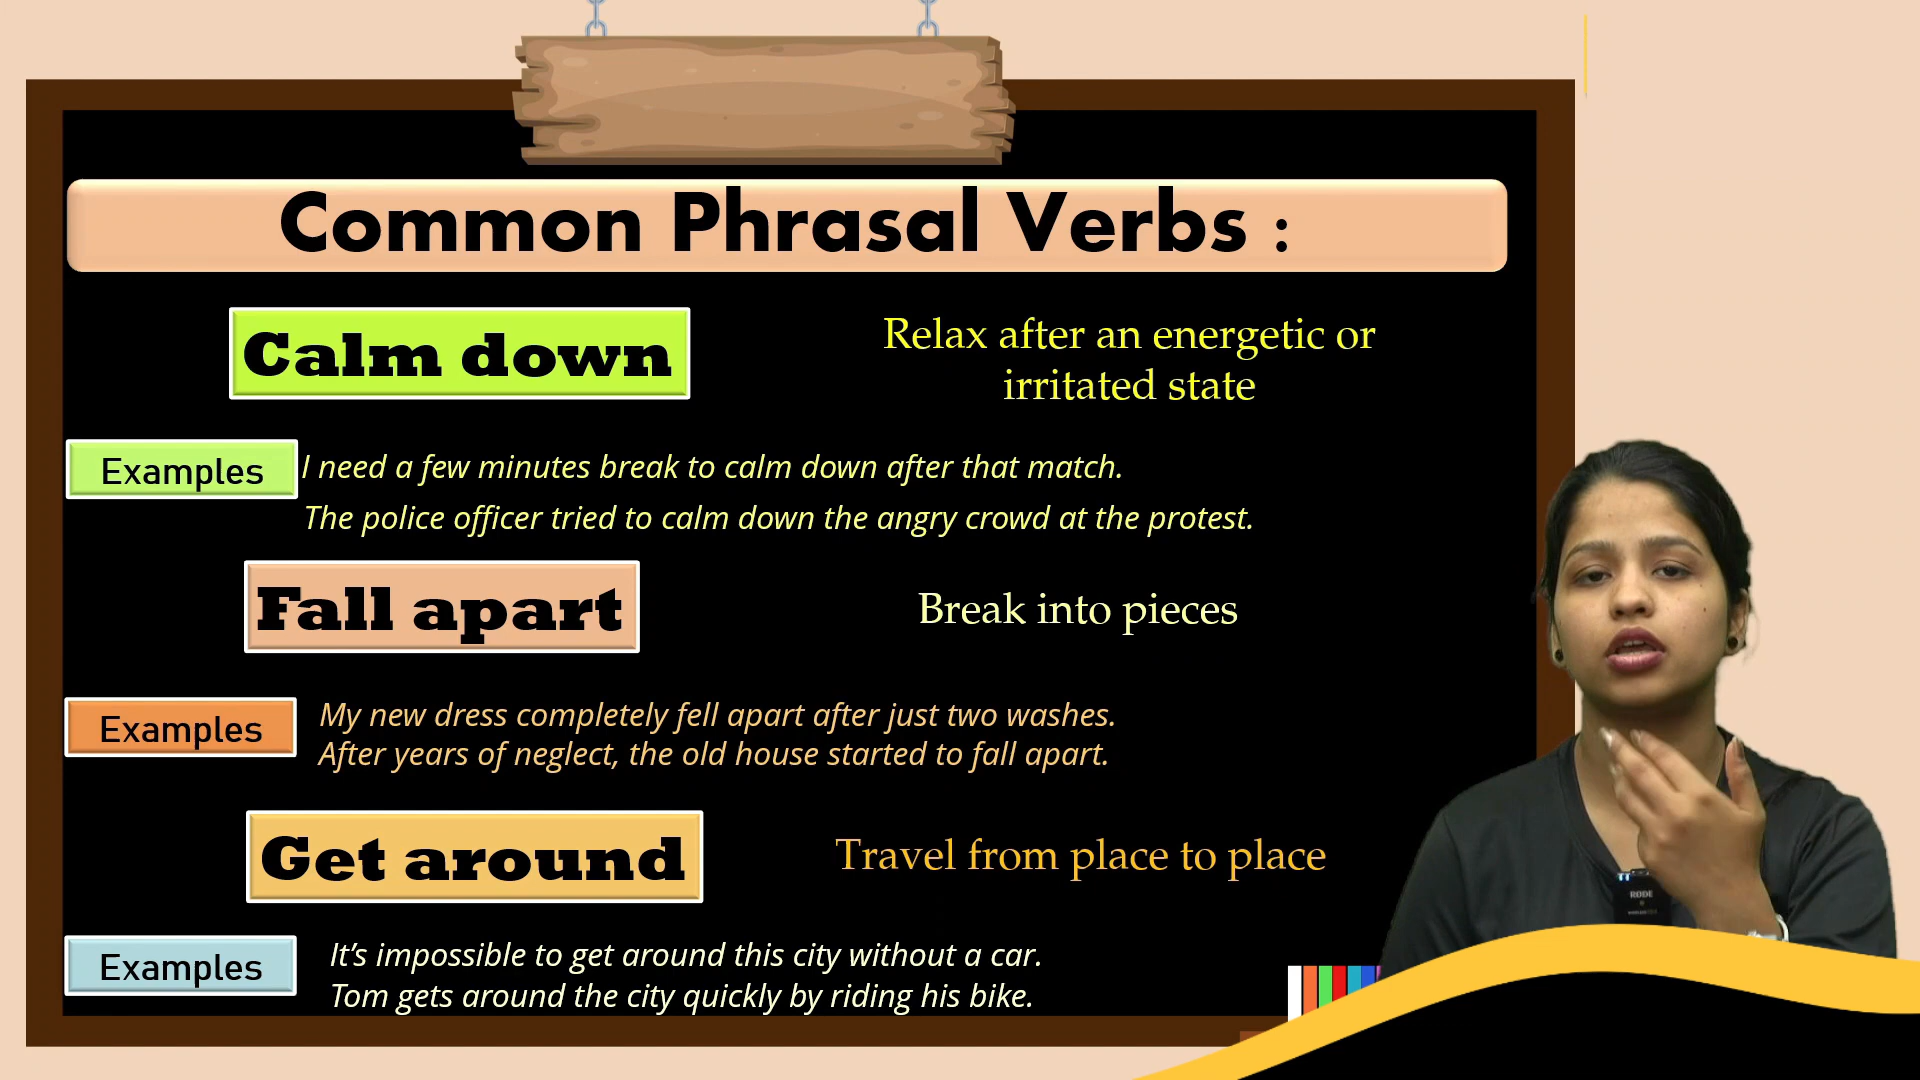 Common Phrasal Verbs :
Calm down
Relax after an energetic or
irritated state
Examples
I need a few minutes break to calm down after that match.
The police officer tried to calm down the angry crowd at the protest.
Fall apart
Break into pieces
Examples
My new dress completely fell apart after just two washes.
After years of neglect, the old house started to fall apart.
Get around
Travel from place to place
Examples
It’s impossible to get around this city without a car.
Tom gets around the city quickly by riding his bike.
RODE